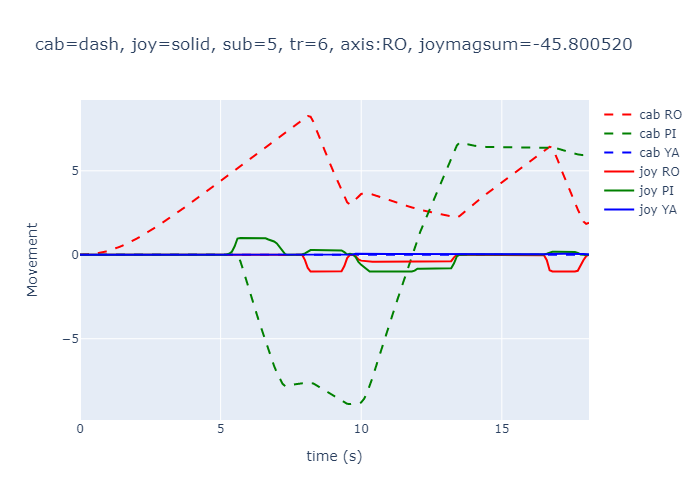 cab=dash, joy=solid, sub=5, tr=6, axis:RO, joymagsum=-45.800520
cab RO
cab PI
cab YA
joy RO
joy PI
joy YA
5
0
−5
Movement
0
5
10
15
time (s)